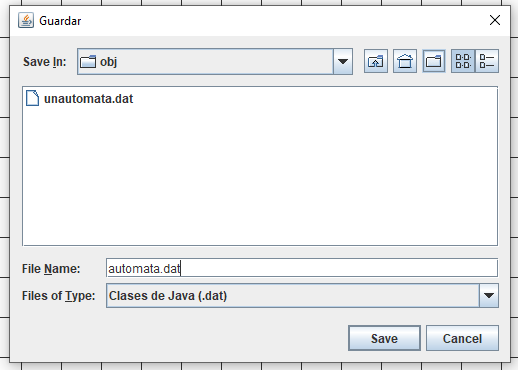 Guardar
Save In: obj
unautomata.dat
File Name: automata.dat
Files of Type: Clases de Java (.dat)
Save Cancel